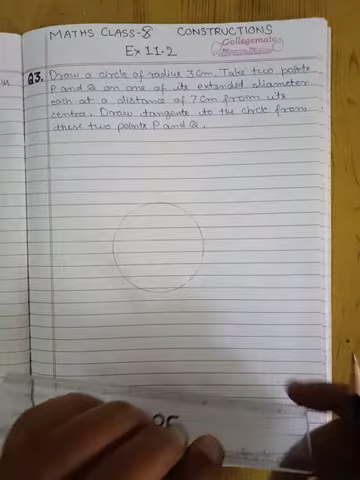 MATHS CLASS-8 CONSTRUCTIONS
Ex 11.2
Collegemate
Q3. Draw a circle of radius 3cm. Take two points
P and Q on one of its extended diameter
each at a distance of 7cm from its
centre. Draw tangents to the circle from
these two points P and Q.